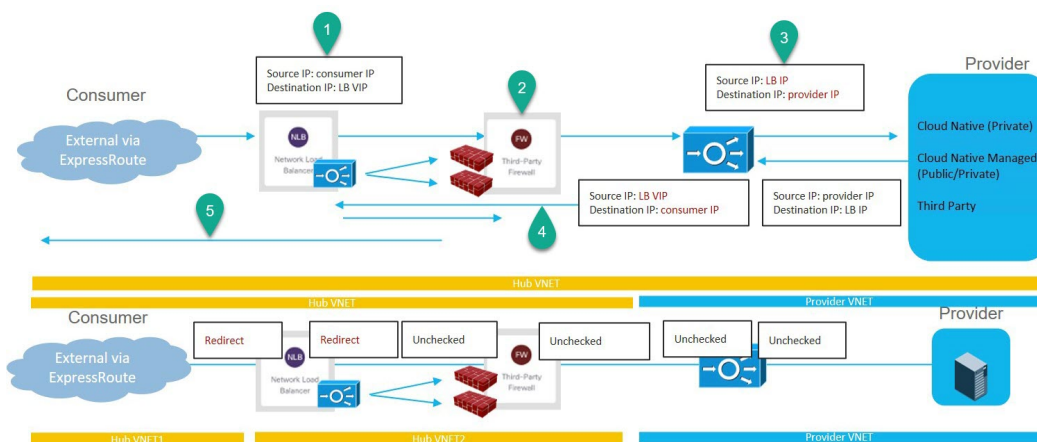 1
Source IP: consumer IP
Destination IP: LB VIP
Consumer
External via
ExpressRoute
NLB
Network Load
Balancer
2
FW
Third-Party
Firewall
3
Source IP: LB IP
Destination IP: provider IP
Provider
Cloud Native (Private)
Cloud Native Managed
(Public/Private)
Third Party
Source IP: LB VIP
Destination IP: consumer IP
Source IP: provider IP
Destination IP: LB IP
4
5
Hub VNET
Hub VNET
Provider VNET
Consumer
External via
ExpressRoute
Redirect
NLB
Network Load
Balancer
Redirect
Unchecked
FW
Third-Party
Firewall
Unchecked
Unchecked
Unchecked
Provider
Hub VNET1
Hub VNET2
Provider VNET